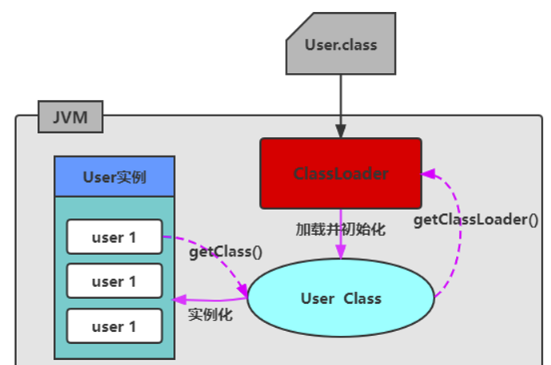 User.class
JVM
ClassLoader
User实例
加载并初始化
getClassLoader()
user 1
getClass()
user 1
User Class
实例化
user 1